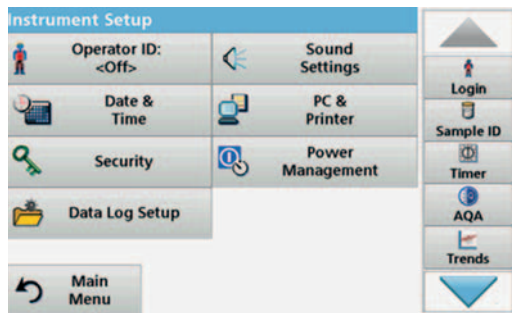 Instrument Setup
Operator ID:
<Off>
Sound
Settings
Date &
Time
PC &
Printer
Security
Power
Management
Data Log Setup
Main
Menu
Login
Sample ID
Timer
AQA
Trends